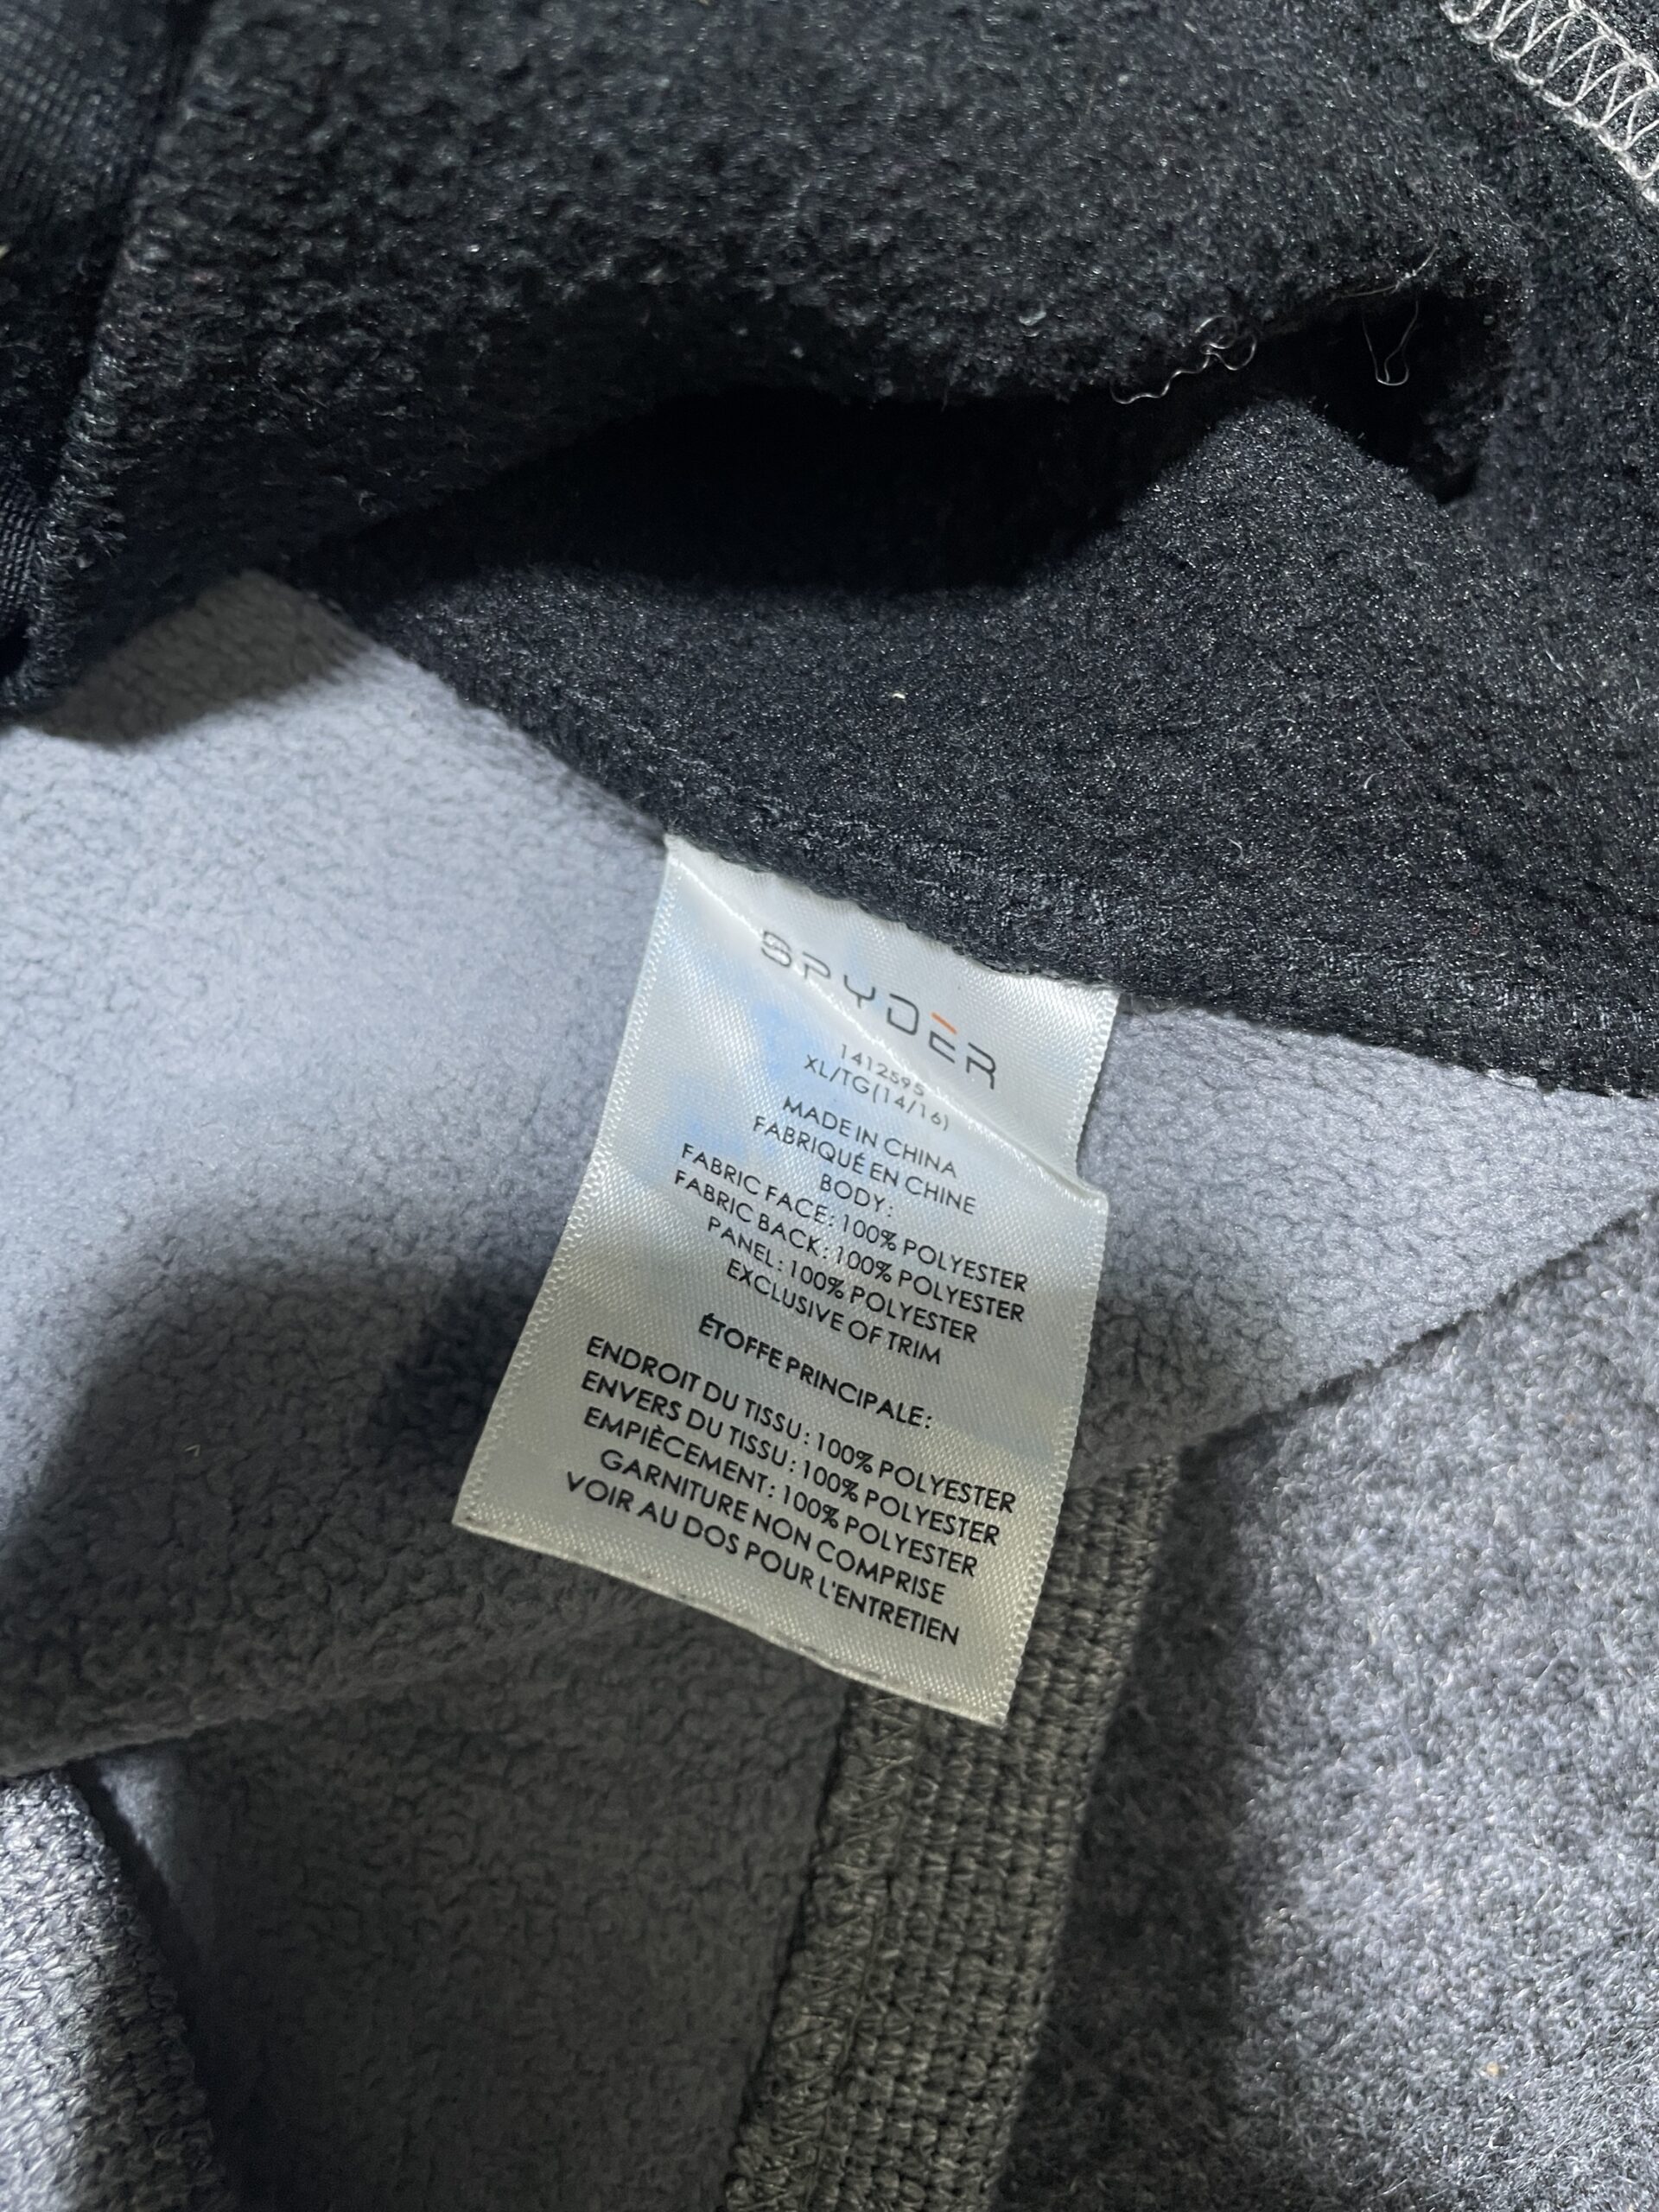 SPYDER
1412595
XL/TG(14/16)
MADE IN CHINA
FABRIQUÉ EN CHINE
BODY:
FABRIC FACE: 100% POLYESTER
FABRIC BACK: 100% POLYESTER
PANEL: 100% POLYESTER
EXCLUSIVE OF TRIM
ÉTOFFE PRINCIPALE:
ENDROIT DU TISSU: 100% POLYESTER
ENVERS DU TISSU: 100% POLYESTER
EMPIÈCEMENT: 100% POLYESTER
GARNITURE NON COMPRISE
VOIR AU DOS POUR L'ENTRETIEN